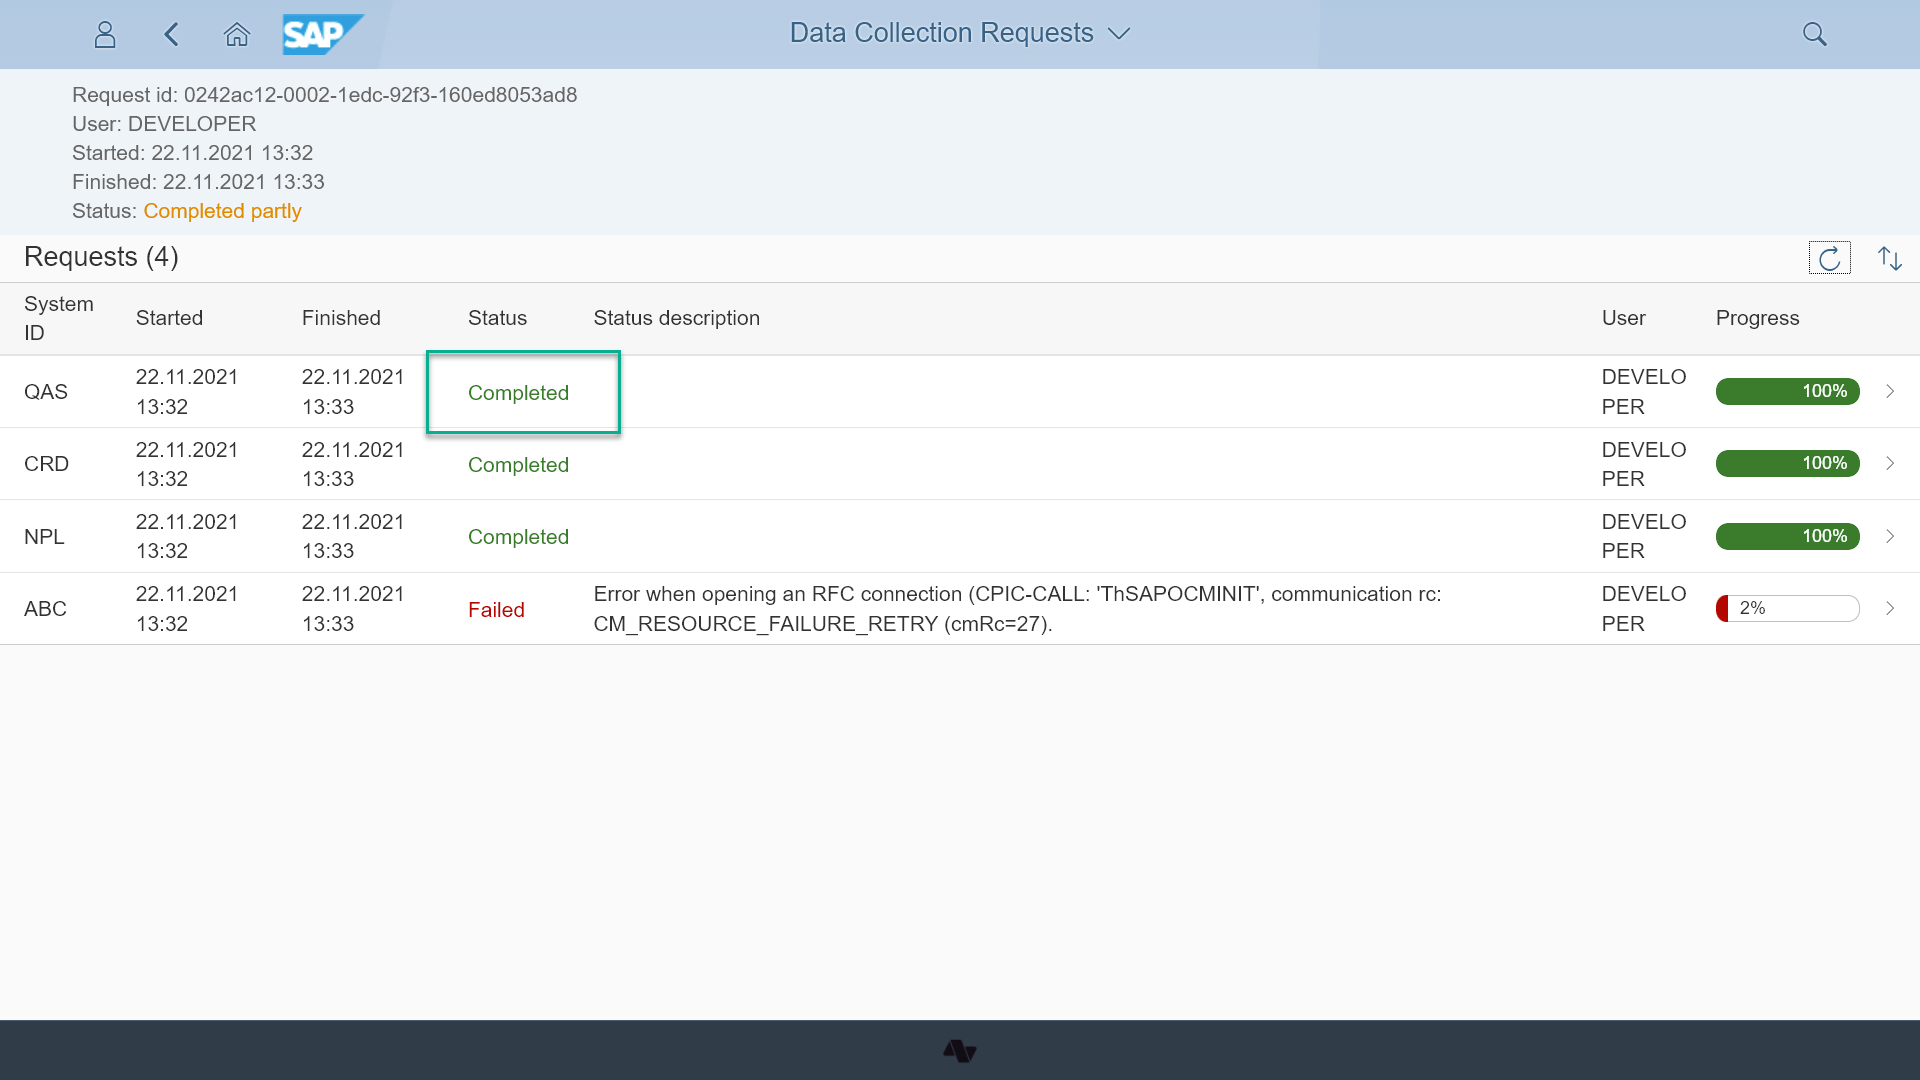 SAP
Data Collection Requests
Request id: 0242ac12-0002-1edc-92f3-160ed8053ad8
User: DEVELOPER
Started: 22.11.2021 13:32
Finished: 22.11.2021 13:33
Status: Completed partly
Requests (4)
System ID Started Finished Status Status description User Progress
QAS 22.11.2021 13:32 22.11.2021 13:33 Completed DEVELOPER 100%
CRD 22.11.2021 13:32 22.11.2021 13:33 Completed DEVELOPER 100%
NPL 22.11.2021 13:32 22.11.2021 13:33 Completed DEVELOPER 100%
ABC 22.11.2021 13:32 22.11.2021 13:33 Failed Error when opening an RFC connection (CPIC-CALL: 'ThSAPOCMINIT', communication rc: CM_RESOURCE_FAILURE_RETRY (cmRc=27). DEVELOPER 2%